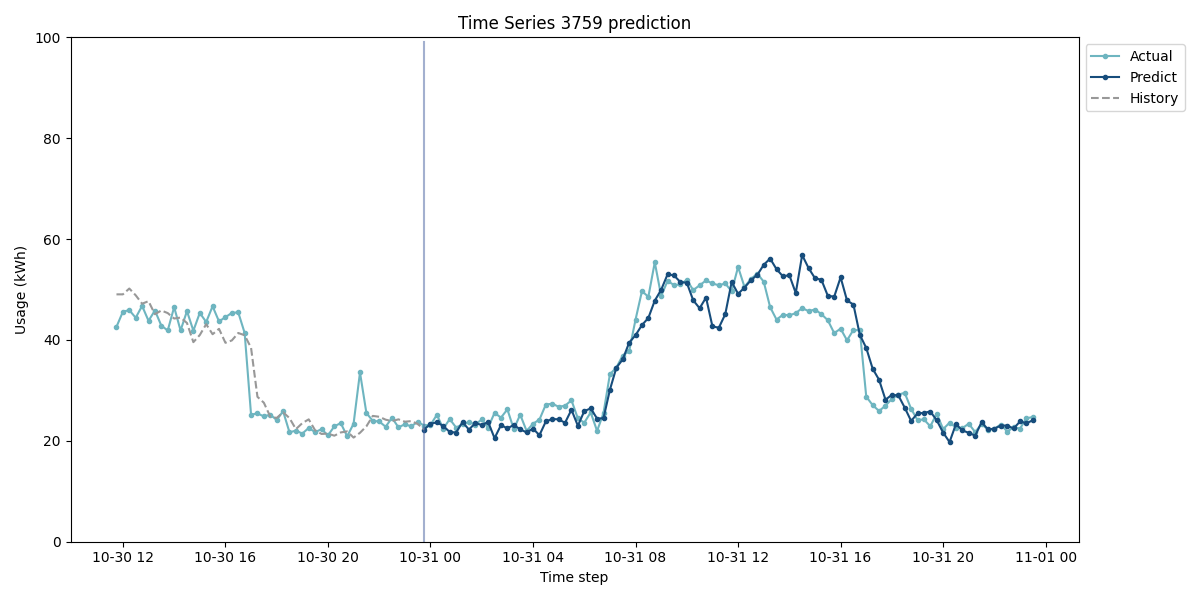 Time Series 3759 prediction
100
80
60
40
20
0
Usage (kWh)
10-30 12
10-30 16
10-30 20
10-31 00
10-31 04
10-31 08
10-31 12
10-31 16
10-31 20
11-01 00
Time step
Actual
Predict
History